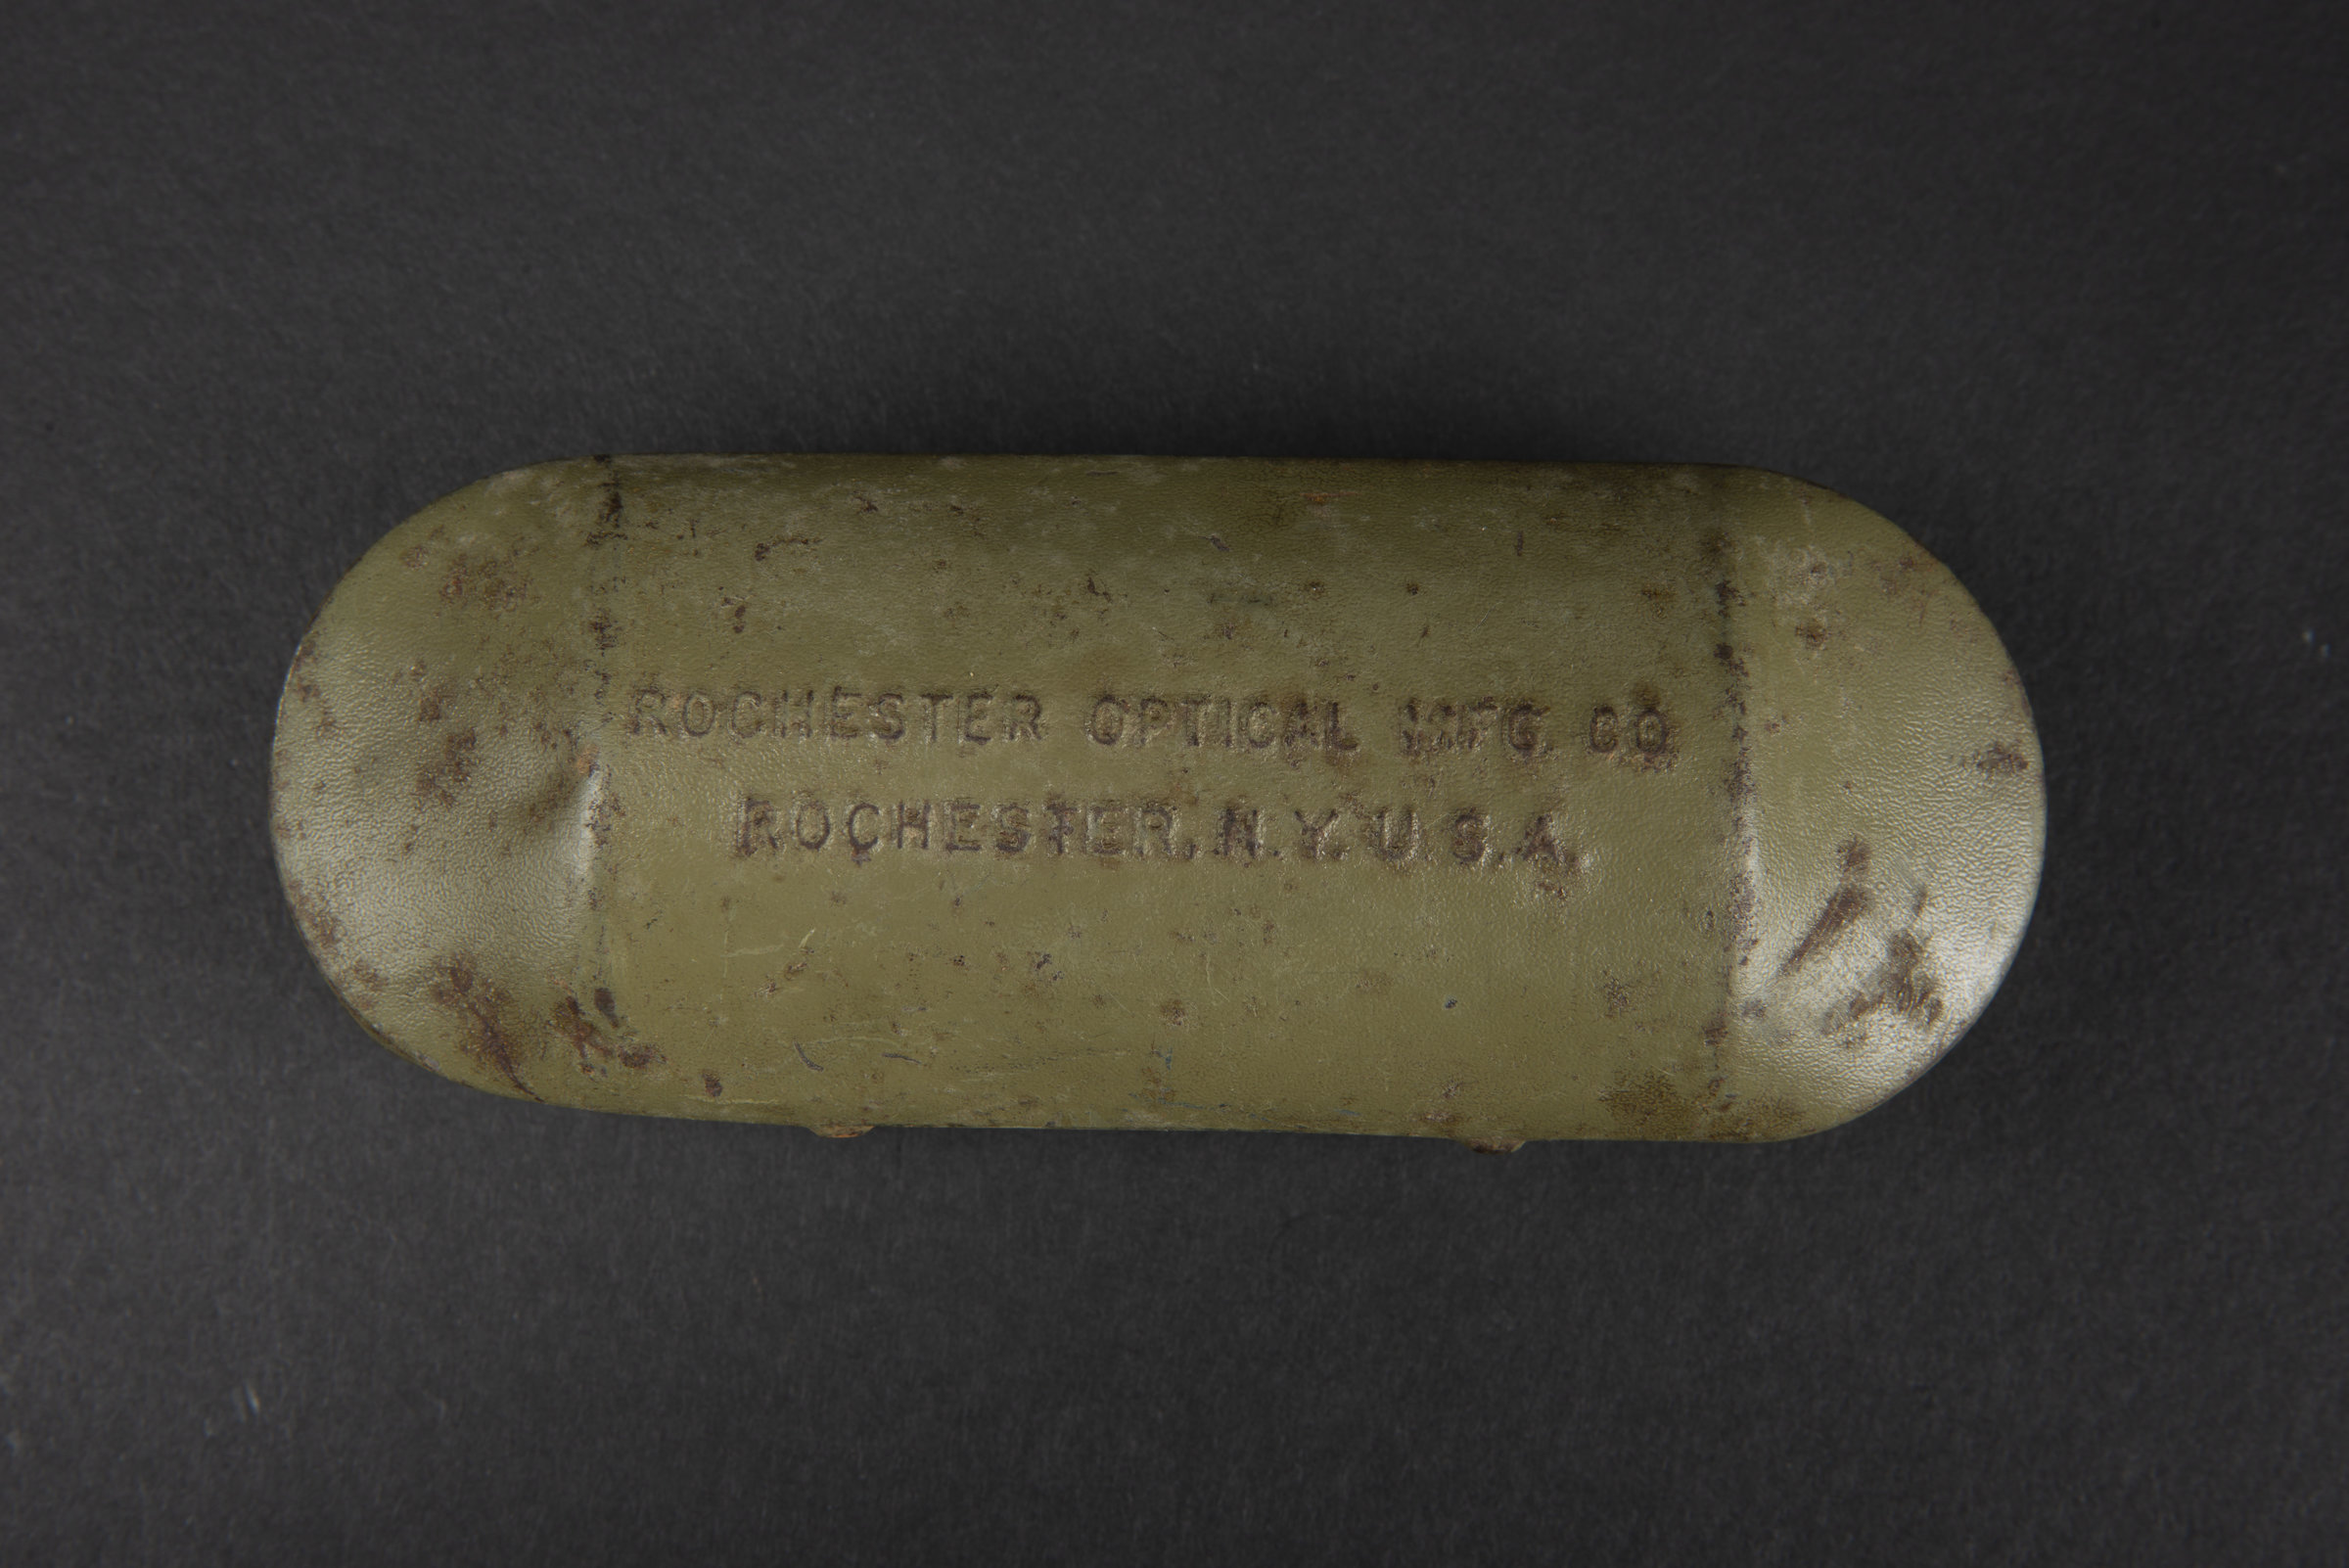 ROCHESTER OPTICAL MFG. CO.
ROCHESTER, N.Y. U.S.A.